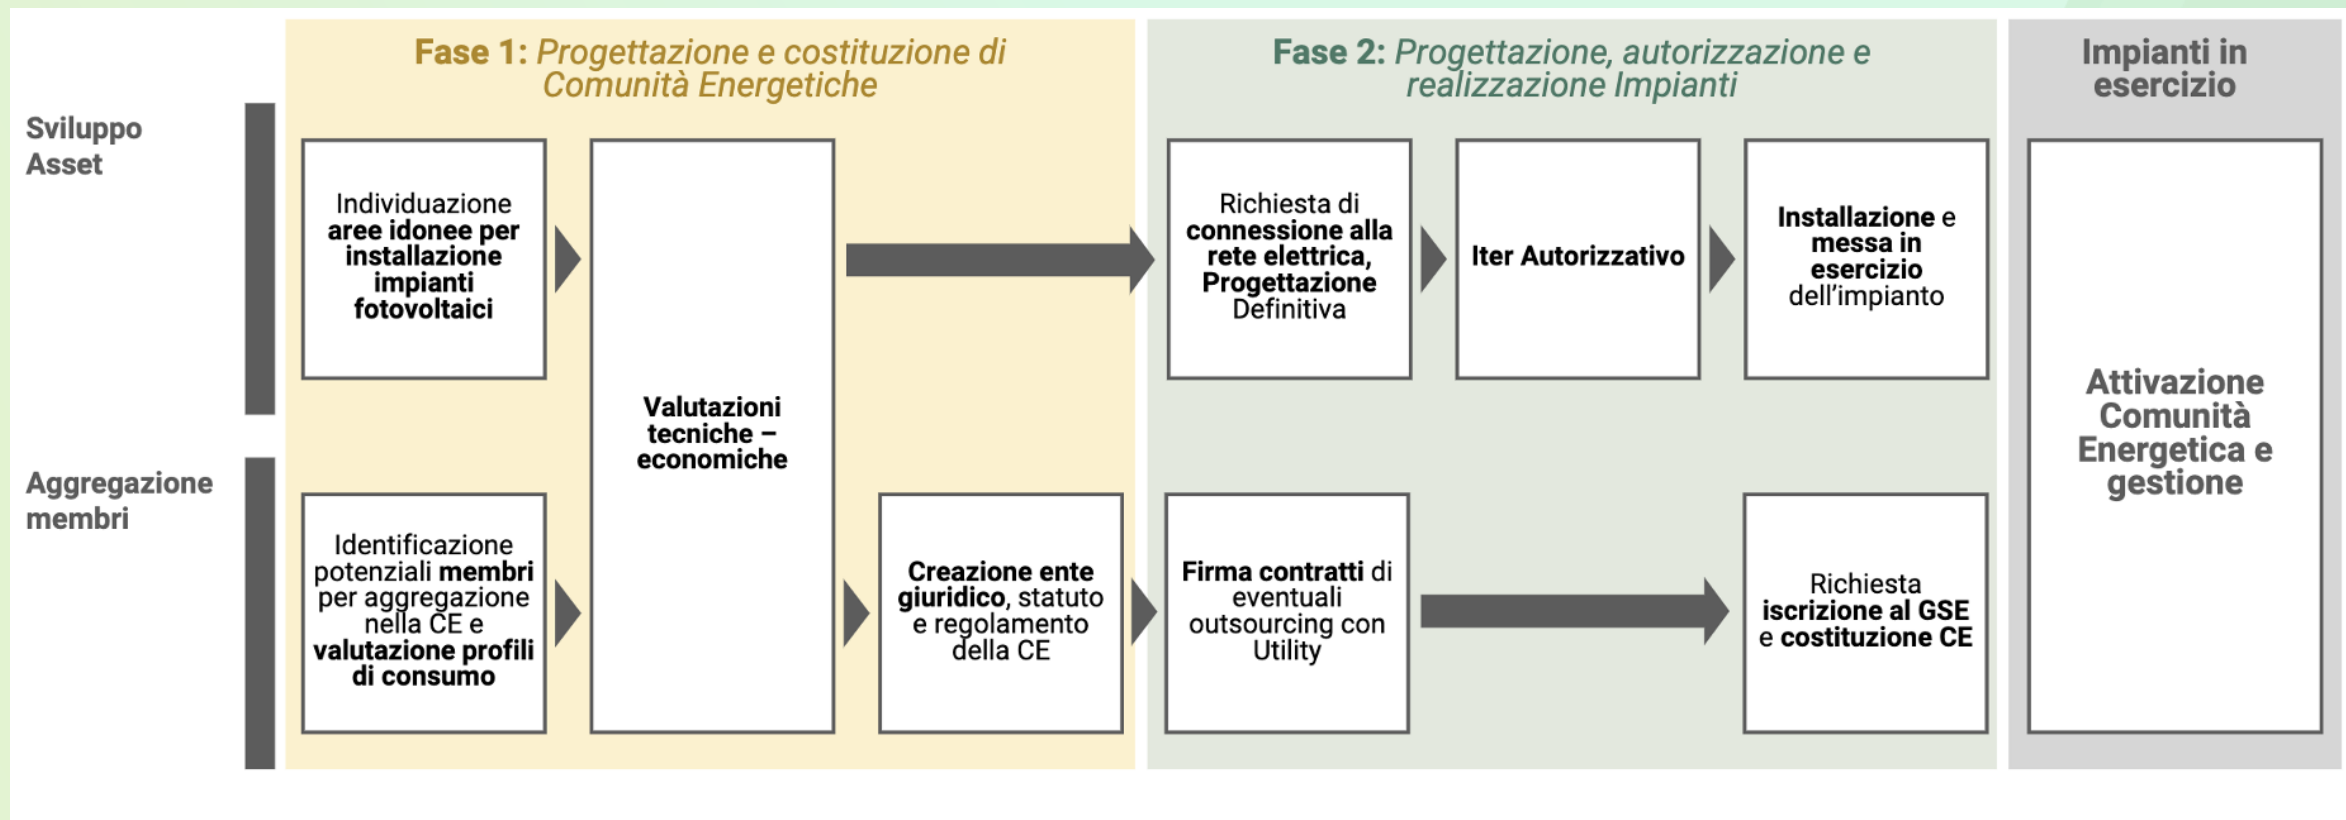 Fase 1: Progettazione e costituzione di
Comunità Energetiche
Fase 2: Progettazione, autorizzazione e
realizzazione Impianti
Impianti in
esercizio
Sviluppo
Asset
Individuazione
aree idonee per
installazione
impianti
fotovoltaici
Valutazioni
tecniche –
economiche
Richiesta di
connessione alla
rete elettrica,
Progettazione
Definitiva
Iter Autorizzativo
Installazione e
messa in
esercizio
dell'impianto
Attivazione
Comunità
Energetica e
gestione
Aggregazione
membri
Identificazione
potenziali membri
per aggregazione
nella CE e
valutazione profili
di consumo
Creazione ente
giuridico, statuto
e regolamento
della CE
Firma contratti di
eventuali
outsourcing con
Utility
Richiesta
iscrizione al GSE
e costituzione CE